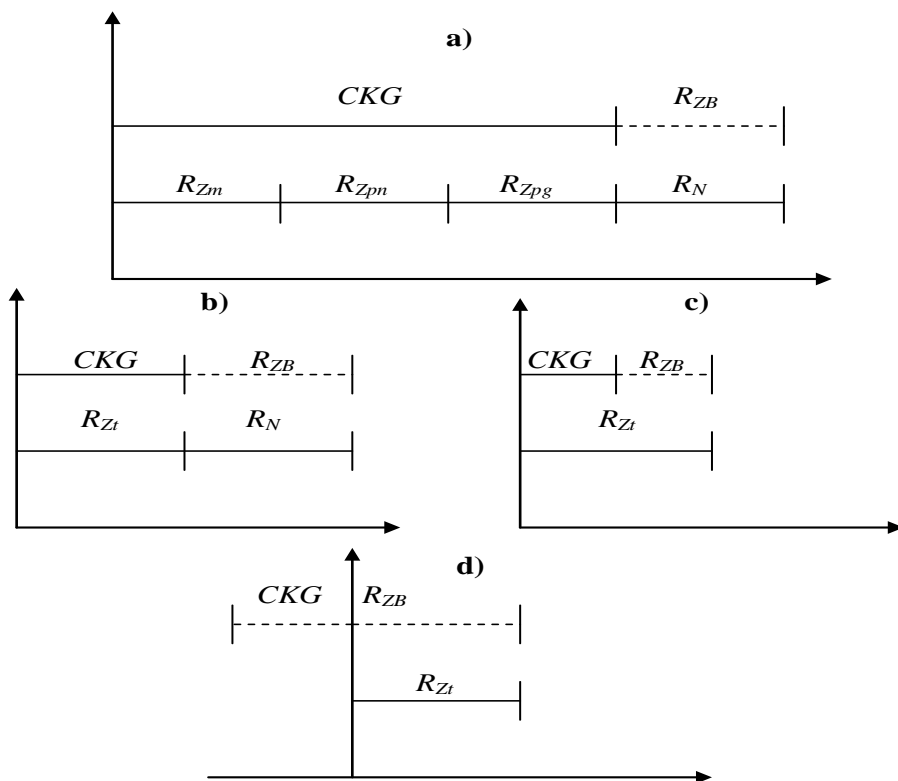 a)
CKG R_ZB
R_Zm R_Zpn R_Zpg R_N
b)
CKG R_ZB
R_Zt R_N
c)
CKG R_ZB
R_Zt
d)
CKG R_ZB
R_Zt